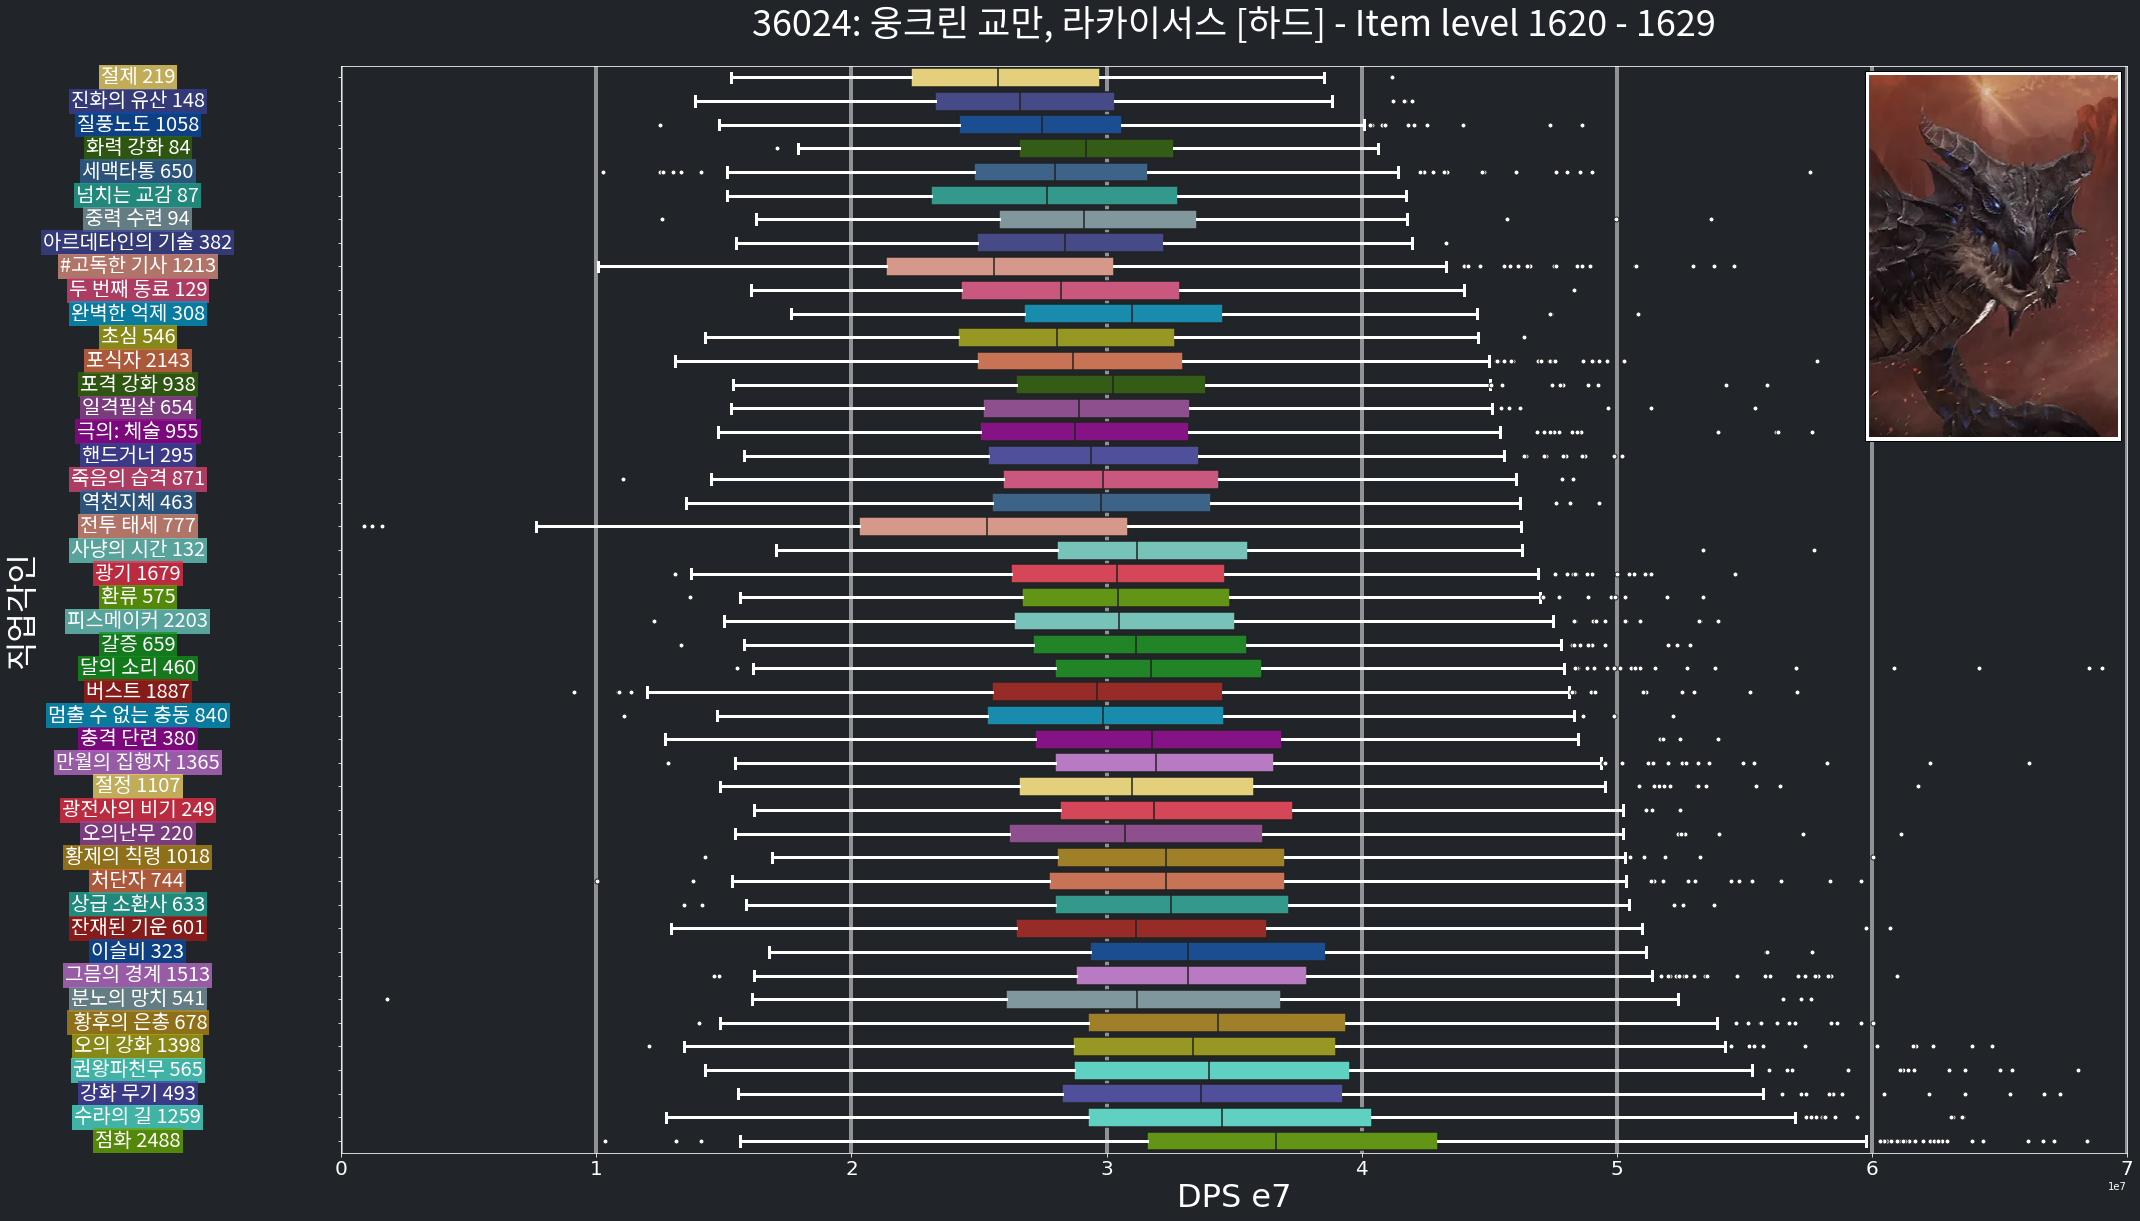 36024: 웅크린 교만, 라카이서스 [하드] - Item level 1620 - 1629
절제 219
진화의 유산 148
질풍노도 1058
화력 강화 84
세맥타통 650
넘치는 교감 87
중력 수련 94
아르데타인의 기술 382
#고독한 기사 1213
두 번째 동료 129
완벽한 억제 308
초심 546
포식자 2143
포격 강화 938
일격필살 654
극의: 체술 955
핸드거너 295
죽음의 습격 871
역천지체 463
전투 태세 777
사냥의 시간 132
광기 1679
환류 575
피스메이커 2203
갈증 659
달의 소리 460
버스트 1887
멈출 수 없는 충동 840
충격 단련 380
만월의 집행자 1365
절정 1107
광전사의 비기 249
오의난무 220
황제의 칙령 1018
처단자 744
상급 소환사 633
잔재된 기운 601
이슬비 323
그믐의 경계 1513
분노의 망치 541
황후의 은총 678
오의 강화 1398
권왕파천무 565
강화 무기 493
수라의 길 1259
점화 2488
직업각인
0 1 2 3 4 5 6 7
1e7
DPS e7